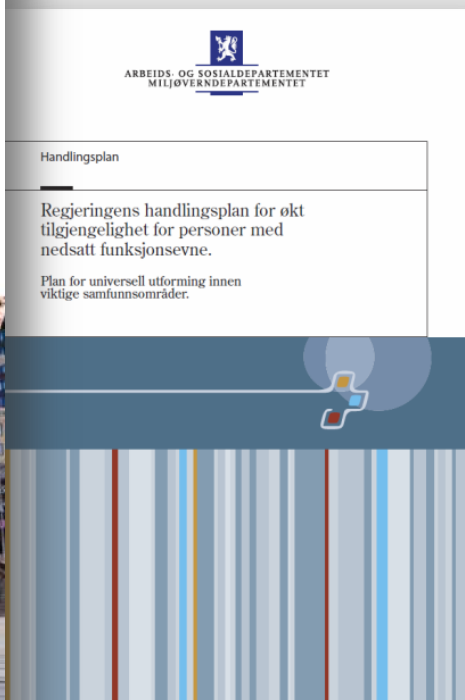 ARBEIDS- OG SOSIALDEPARTEMENTET
MILJØVERNDEPARTEMENTET
Handlingsplan
Regjeringens handlingsplan for økt
tilgjengelighet for personer med
nedsatt funksjonsevne.
Plan for universell utforming innen
viktige samfunnsområder.